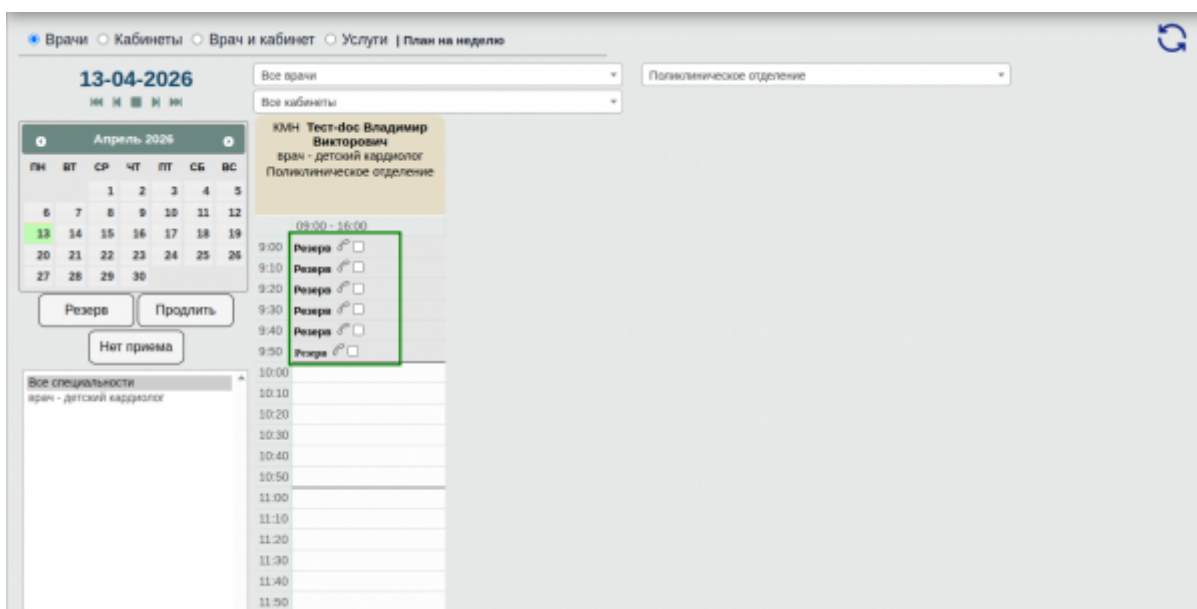 Врачи Кабинеты Врач и кабинет Услуги | План на неделю
13-04-2026
Все врачи
Поликлиническое отделение
Все кабинеты
Апрель 2026
ПН ВТ СР ЧТ ПТ СБ ВС
1 2 3 4 5
6 7 8 9 10 11 12
13 14 15 16 17 18 19
20 21 22 23 24 25 26
27 28 29 30
Резерв Продлить
Нет приема
Все специальности
врач - детский кардиолог
КМН Тест-doc Владимир
Викторович
врач - детский кардиолог
Поликлиническое отделение
09:00 - 16:00
9:00 Резерв
9:10 Резерв
9:20 Резерв
9:30 Резерв
9:40 Резерв
9:50 Резерв
10:00
10:10
10:20
10:30
10:40
10:50
11:00
11:10
11:20
11:30
11:40
11:50